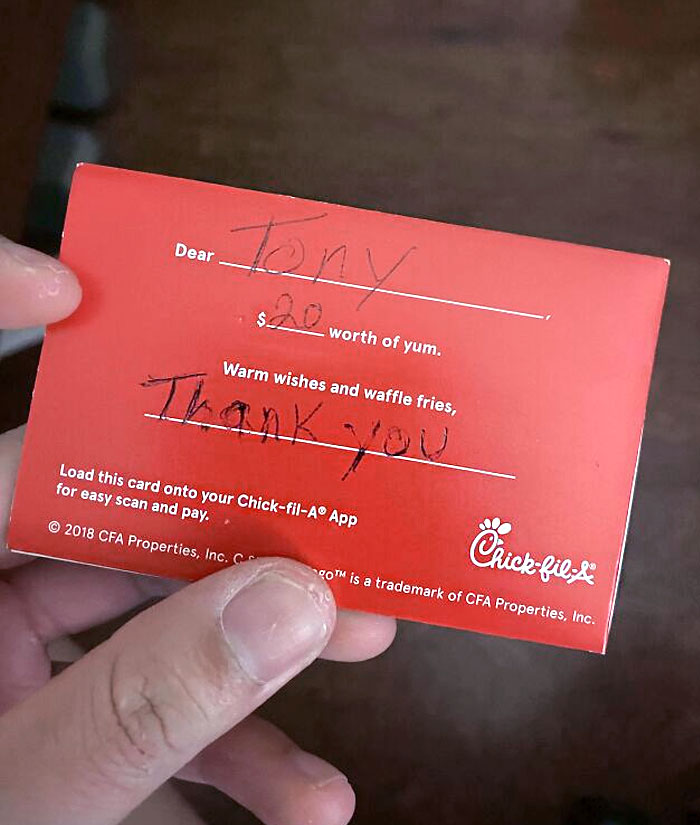 Dear Tony,
$20 worth of yum.
Warm wishes and waffle fries,
Thank you
Load this card onto your Chick-fil-A® App
for easy scan and pay.
Chick-fil-A®
© 2018 CFA Properties, Inc. is a trademark of CFA Properties, Inc.